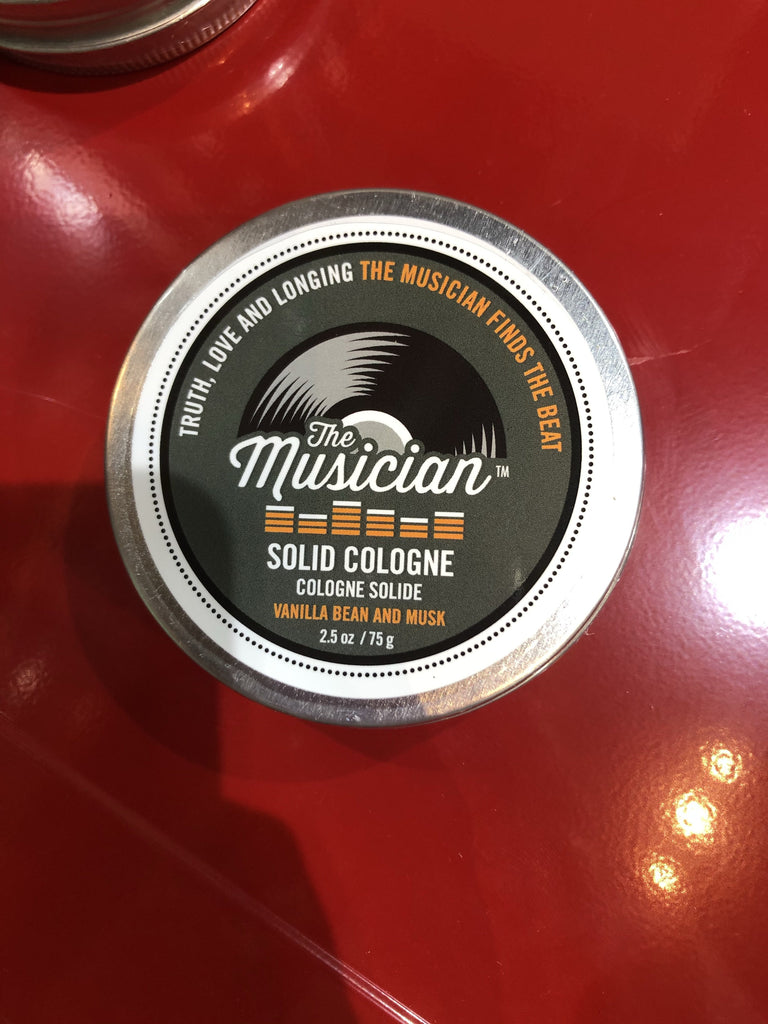 TRUTH, LOVE AND LONGING THE MUSICIAN FINDS THE BEAT
The
Musician™
SOLID COLOGNE
COLOGNE SOLIDE
VANILLA BEAN AND MUSK
2.5 oz / 75 g